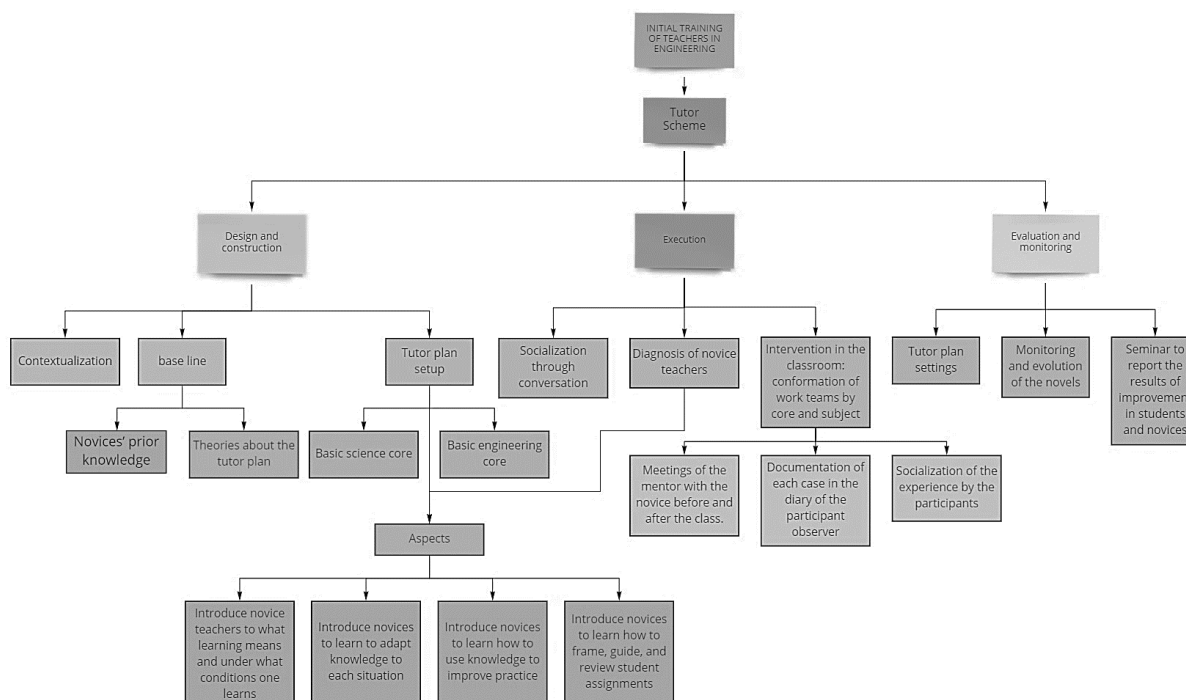 INITIAL TRAINING
OF TEACHERS IN
ENGINEERING
Tutor
Scheme
Design and
construction
Execution
Evaluation and
monitoring
Contextualization
base line
Tutor plan
setup
Socialization
through
conversation
Diagnosis of novice
teachers
Intervention in the
classroom:
conformation of
work teams by
core and subject
Tutor plan
settings
Monitoring
and evolution
of the novels
Seminar to
report the
results of
improvement
in students
and novices
Novices’ prior
knowledge
Theories about the
tutor plan
Basic science core
Basic engineering
core
Meetings of the
mentor with the
novice before and
after the class.
Documentation of
each case in the
diary of the
participant
observer
Socialization of the
experience by the
participants
Aspects
Introduce novice
teachers to what
learning means
and under what
conditions one
learns
Introduce novices
to learn to adapt
knowledge to
each situation
Introduce novices
to learn how to
use knowledge to
improve practice
Introduce novices
to learn how to
frame, guide, and
review student
assignments